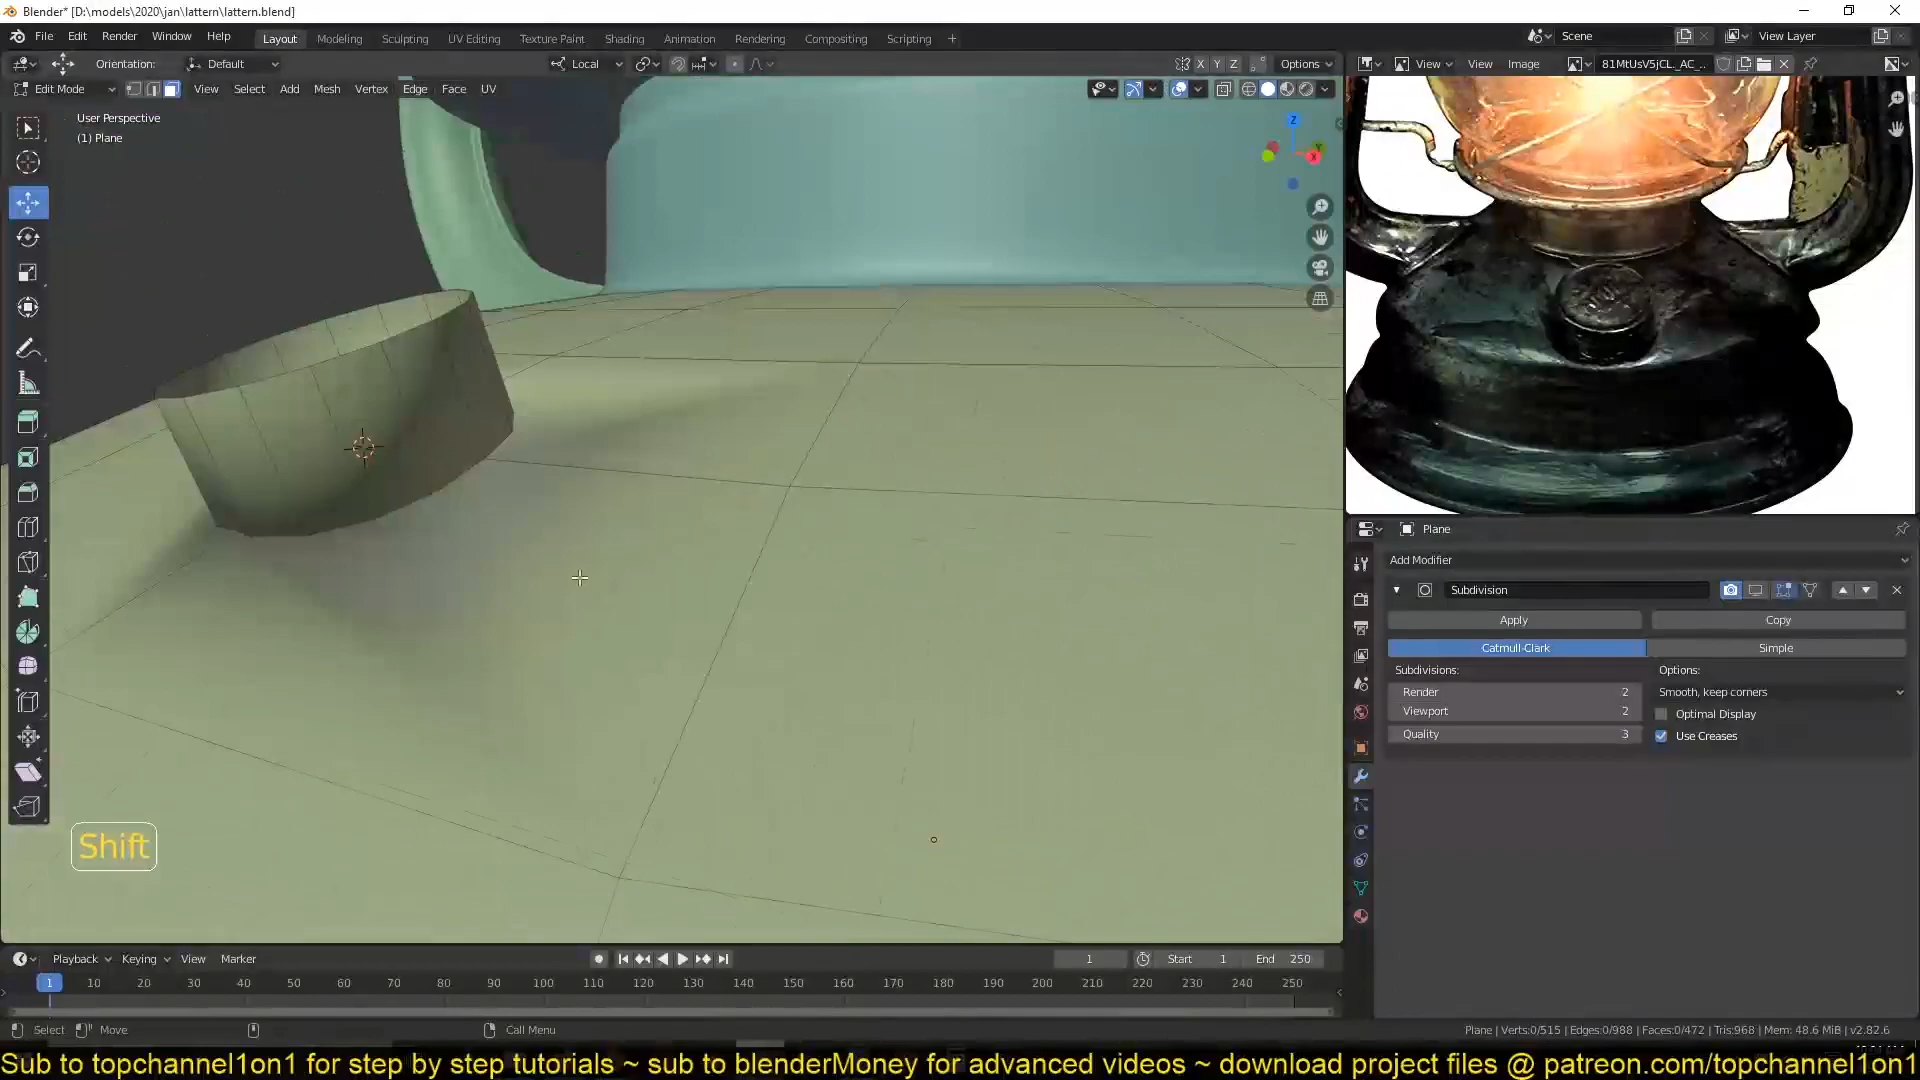 Blender* [D:\models\2020\jan\lattern\lattern.blend]
File Edit Render Window Help Layout Modeling Sculpting UV Editing Texture Paint Shading Animation Rendering Compositing Scripting + Scene View Layer
Orientation: Default Local X Y Z Options View View Image 81MtUsV5jCL._AC_..
Edit Mode View Select Add Mesh Vertex Edge Face UV
User Perspective
(1) Plane
Z
Y
X
Plane
Add Modifier
Subdivision
Apply Copy
Catmull-Clark Simple
Subdivisions: Options:
Render 2 Smooth, keep corners
Viewport 2 Optimal Display
Quality 3 Use Creases
Shift
Playback Keying View Marker 1 Start 1 End 250
1 10 20 30 40 50 60 70 80 90 100 110 120 130 140 150 160 170 180 190 200 210 220 230 240 250
Select Move Call Menu Plane | Verts:0/515 | Edges:0/988 | Faces:0/472 | Tris:968 | Mem: 48.6 MiB | v2.82.6
Sub to topchannel1on1 for step by step tutorials ~ sub to blenderMoney for advanced videos ~ download project files @ patreon.com/topchannel1on1